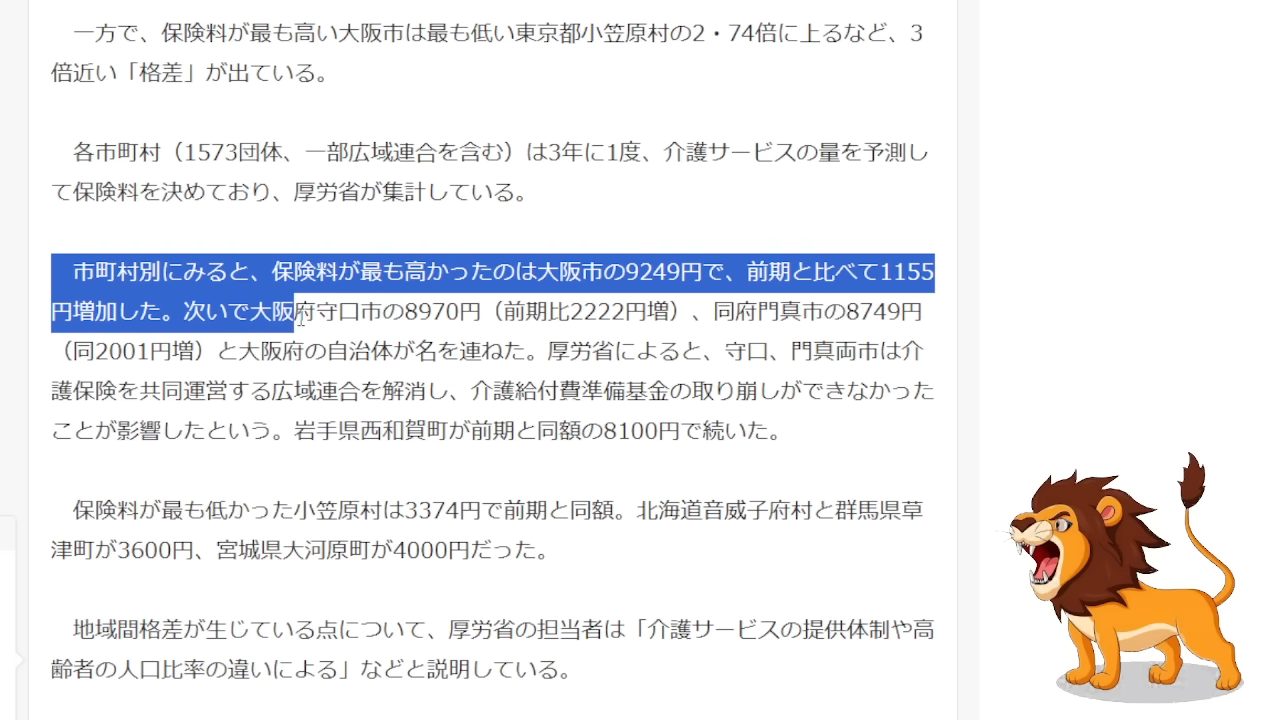 一方で、保険料が最も高い大阪市は最も低い東京都小笠原村の2・74倍に上るなど、3
倍近い「格差」が出ている。
各市町村（1573団体、一部広域連合を含む）は3年に1度、介護サービスの量を予測し
て保険料を決めており、厚労省が集計している。
市町村別にみると、保険料が最も高かったのは大阪市の9249円で、前期と比べて1155
円増加した。次いで大阪府守口市の8970円（前期比2222円増）、同府門真市の8749円
（同2001円増）と大阪府の自治体が名を連ねた。厚労省によると、守口、門真両市は介
護保険を共同運営する広域連合を解消し、介護給付費準備基金の取り崩しができなかった
ことが影響したという。岩手県西和賀町が前期と同額の8100円で続いた。
保険料が最も低かった小笠原村は3374円で前期と同額。北海道音威子府村と群馬県草
津町が3600円、宮城県大河原町が4000円だった。
地域間格差が生じている点について、厚労省の担当者は「介護サービスの提供体制や高
齢者の人口比率の違いによる」などと説明している。